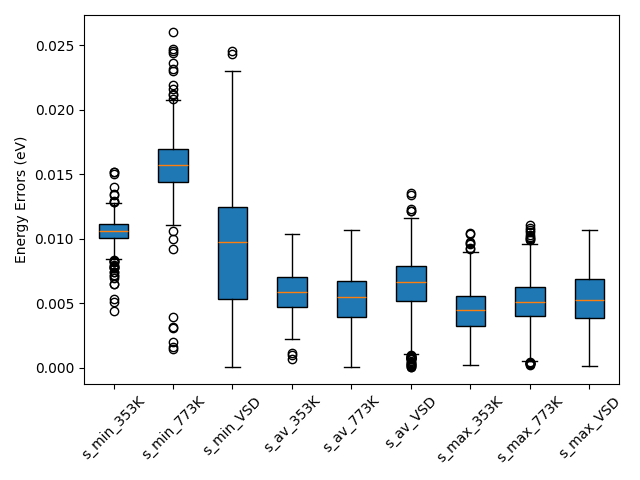 Energy Errors (eV)
0.025
0.020
0.015
0.010
0.005
0.000
s_min_353K
s_min_773K
s_min_VSD
s_av_353K
s_av_773K
s_av_VSD
s_max_353K
s_max_773K
s_max_VSD